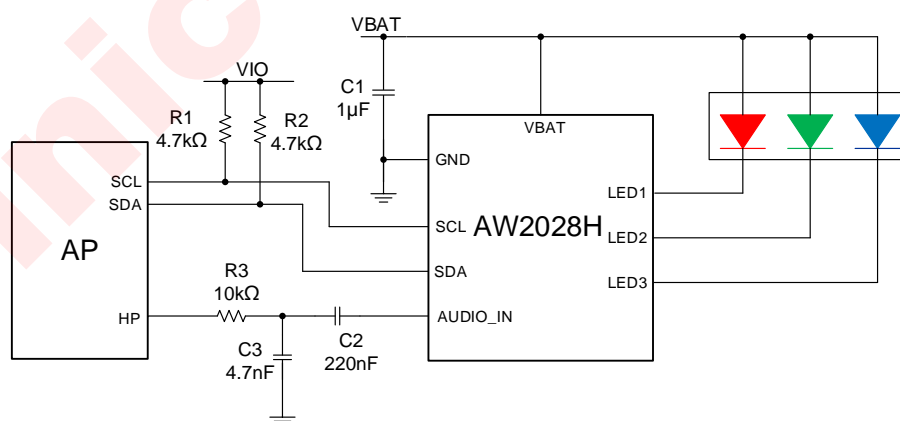 VBAT
VIO
C1
1μF
R1
4.7kΩ
R2
4.7kΩ
VBAT
GND
SCL
SDA
LED1
AP
SCL
AW2028H
LED2
SDA
LED3
R3
10kΩ
HP
AUDIO_IN
C3
4.7nF
C2
220nF